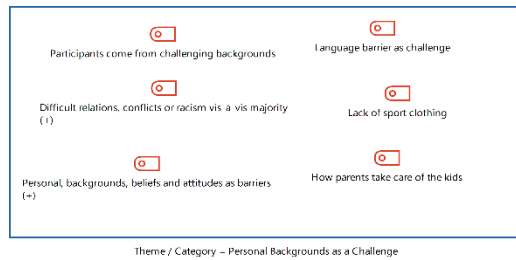 Participants come from challenging backgrounds
Language barrier as challenge
Difficult relations, conflicts or racism vis a vis majority
(+)
Lack of sport clothing
Personal, backgrounds, beliefs and attitudes as barriers
(+)
How parents take care of the kids
Theme / Category – Personal Backgrounds as a Challenge